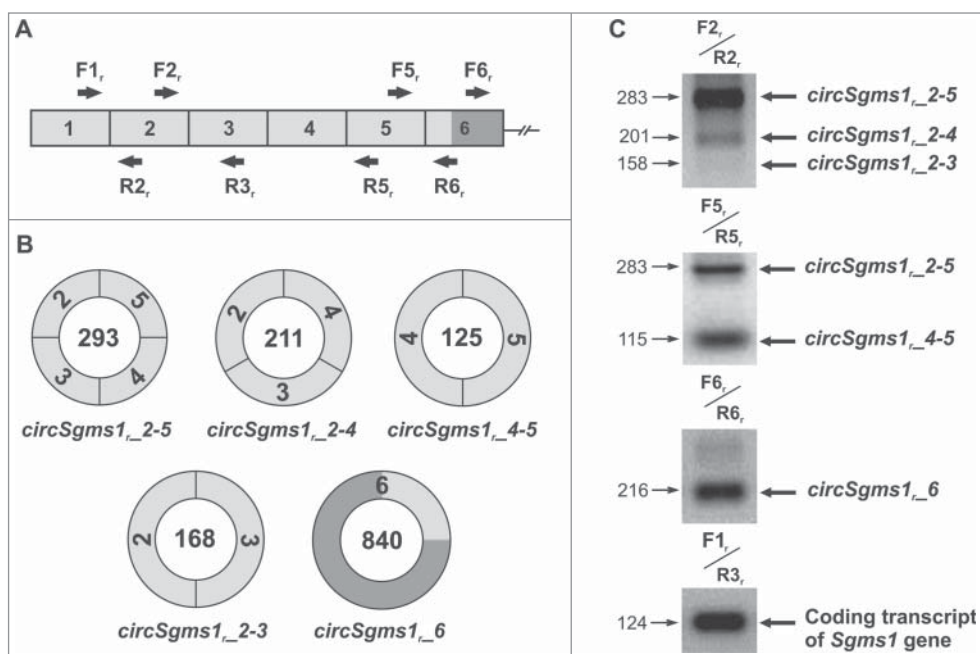 A
F1r F2r F5r F6r
1 2 3 4 5 6
R2r R3r R5r R6r
B
2 5 3 4
293
circSgms1r_2-5
2 4 3
211
circSgms1r_2-4
4 5
125
circSgms1r_4-5
2 3
168
circSgms1r_2-3
6
840
circSgms1r_6
C
F2r
R2r
283 circSgms1r_2-5
201 circSgms1r_2-4
158 circSgms1r_2-3
F5r
R5r
283 circSgms1r_2-5
115 circSgms1r_4-5
F6r
R6r
216 circSgms1r_6
F1r
R3r
124 Coding transcript
of Sgms1 gene